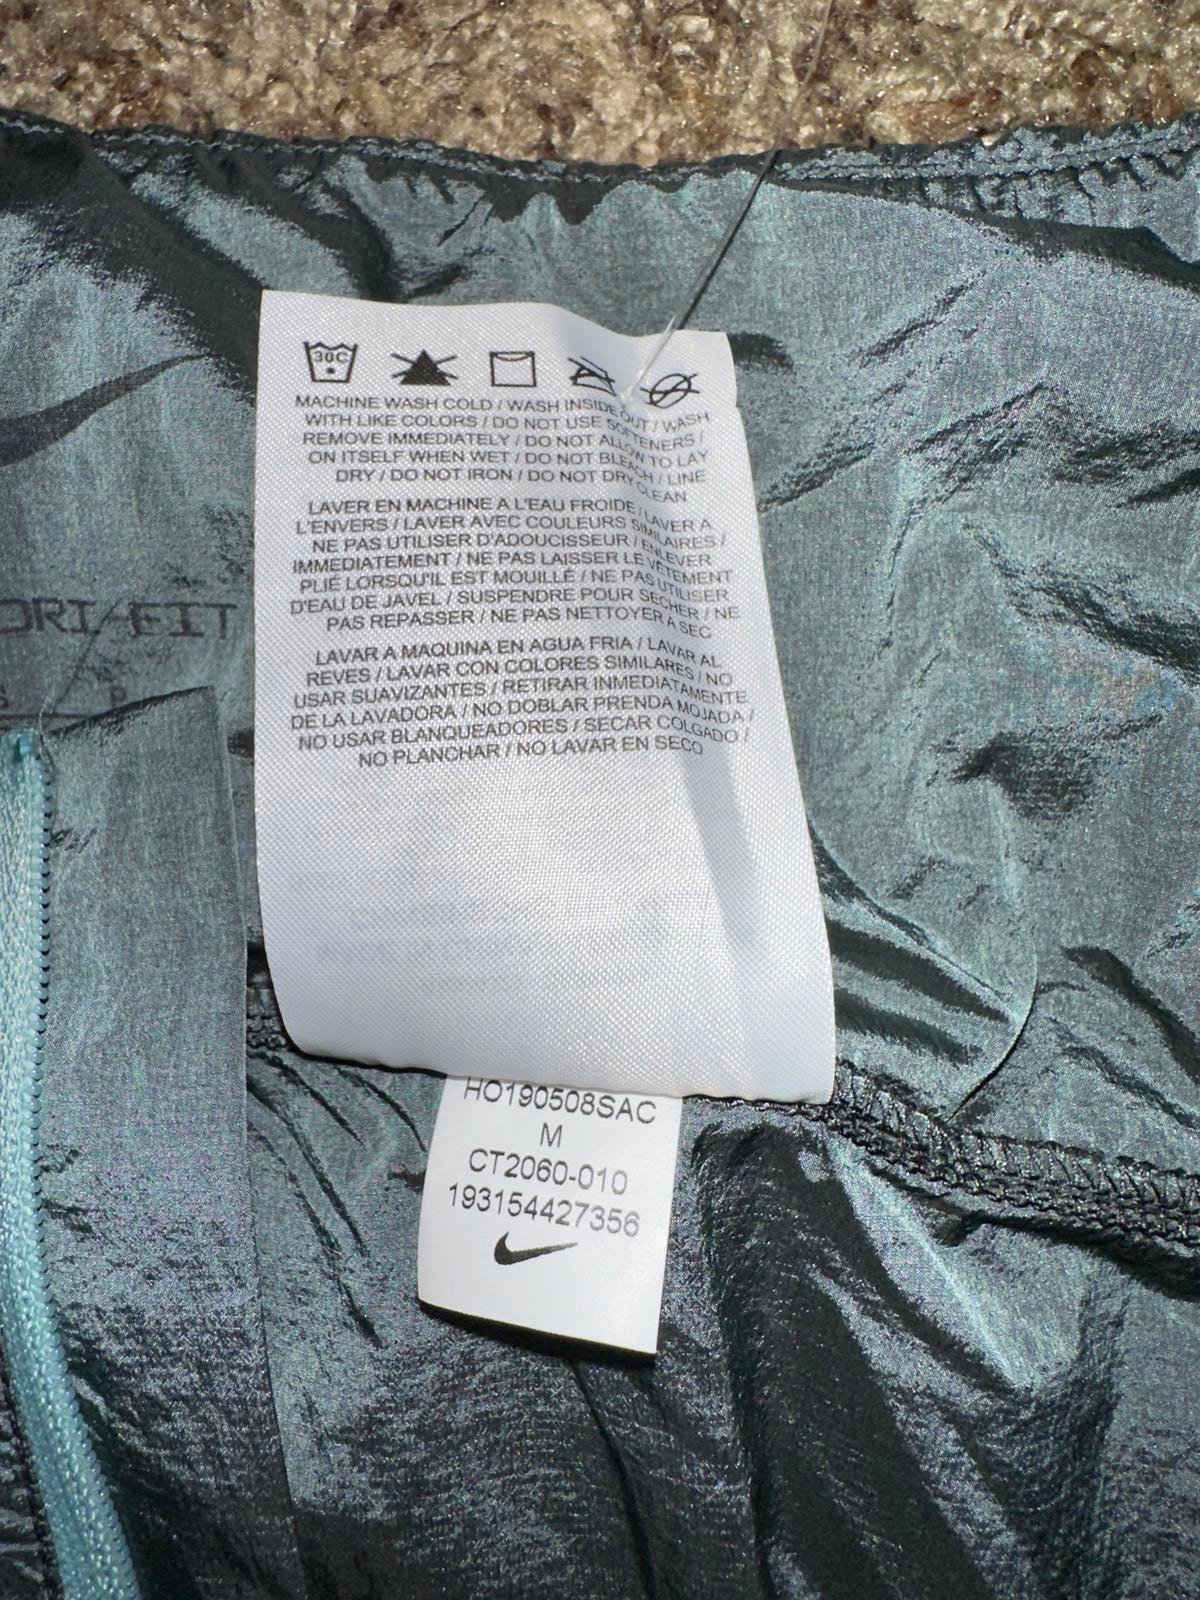 30C
MACHINE WASH COLD / WASH INSIDE OUT / WASH
WITH LIKE COLORS / DO NOT USE SOFTENERS /
REMOVE IMMEDIATELY / DO NOT ALLOW TO LAY
ON ITSELF WHEN WET / DO NOT BLEACH / LINE
DRY / DO NOT IRON / DO NOT DRY CLEAN
LAVER EN MACHINE A L'EAU FROIDE / LAVER A
L'ENVERS / LAVER AVEC COULEURS SIMILAIRES /
NE PAS UTILISER D'ADOUCISSEUR / ENLEVER
IMMEDIATEMENT / NE PAS LAISSER LE VÊTEMENT
PLIÉ LORSQU'IL EST MOUILLÉ / NE PAS UTILISER
D'EAU DE JAVEL / SUSPENDRE POUR SECHER / NE
PAS REPASSER / NE PAS NETTOYER A SEC
LAVAR A MAQUINA EN AGUA FRIA / LAVAR AL
REVES / LAVAR CON COLORES SIMILARES / NO
USAR SUAVIZANTES / RETIRAR INMEDIATAMENTE
DE LA LAVADORA / NO DOBLAR PRENDA MOJADA /
NO USAR BLANQUEADORES / SECAR COLGADO /
NO PLANCHAR / NO LAVAR EN SECO
DRI-FIT
HO190508SAC
M
CT2060-010
193154427356